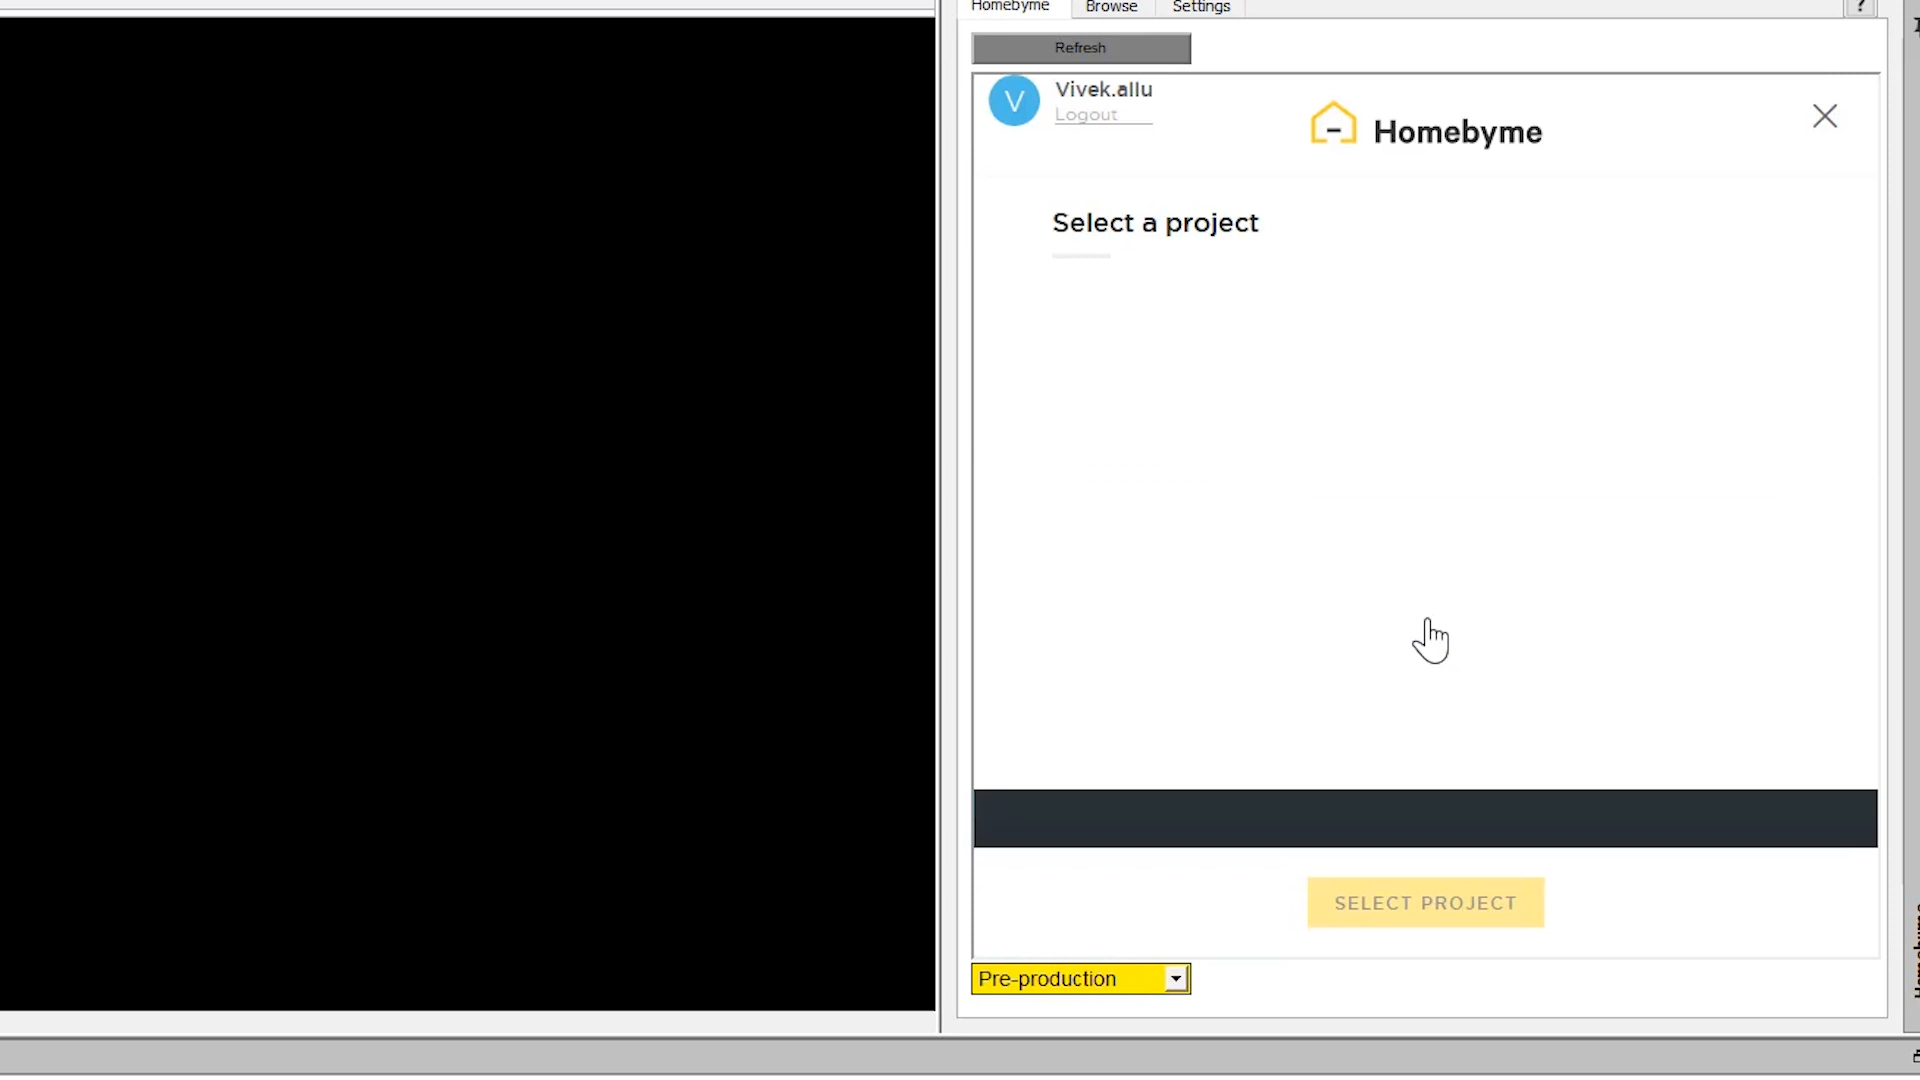 Homebyme Browse Settings ?
Refresh
V Vivek.allu
Logout
Homebyme
Select a project
SELECT PROJECT
Pre-production